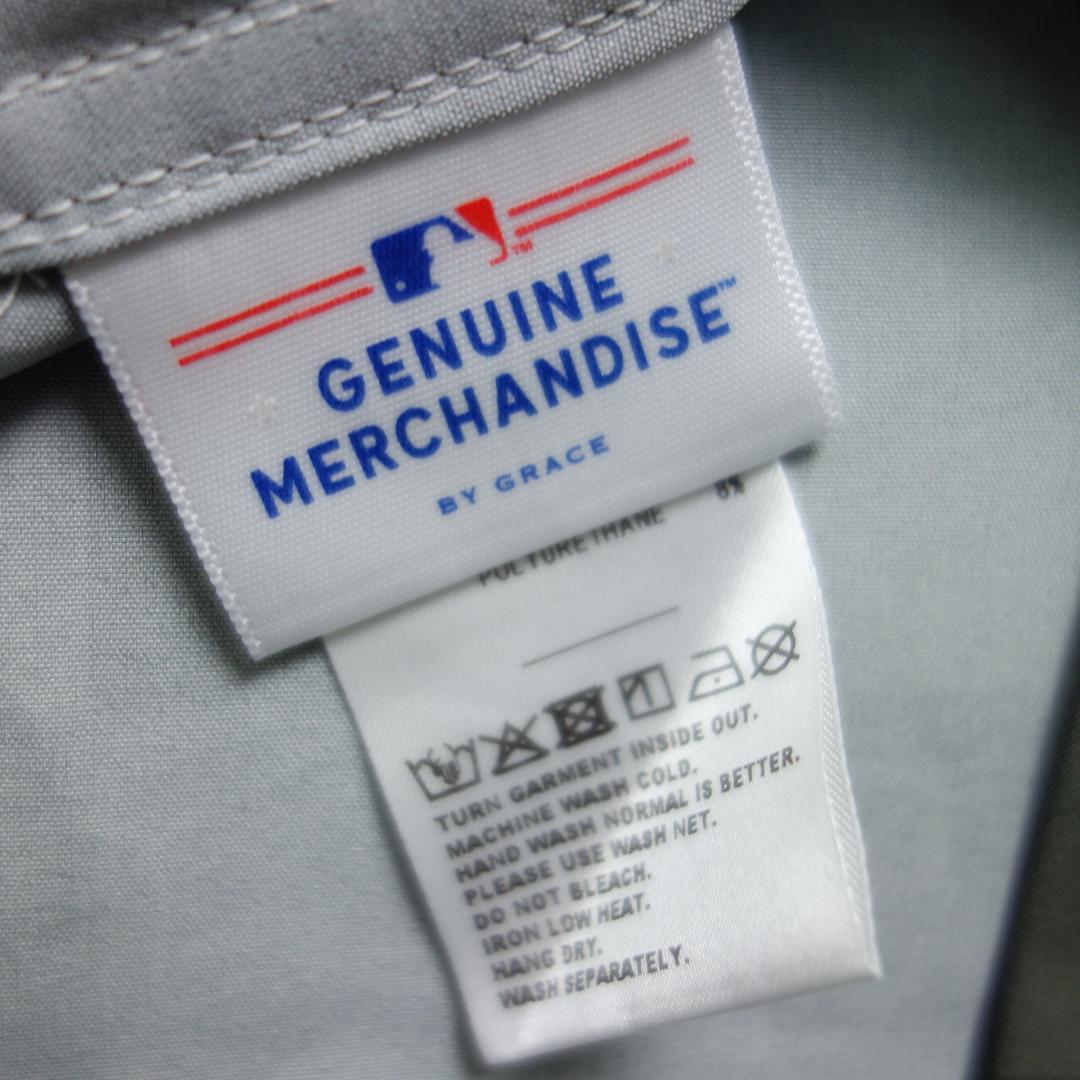 ™
GENUINE
MERCHANDISE™
BY GRACE
POLYURETHANE
TURN GARMENT INSIDE OUT.
MACHINE WASH COLD.
HAND WASH NORMAL IS BETTER.
PLEASE USE WASH NET.
DO NOT BLEACH.
IRON LOW HEAT.
HANG DRY.
WASH SEPARATELY.